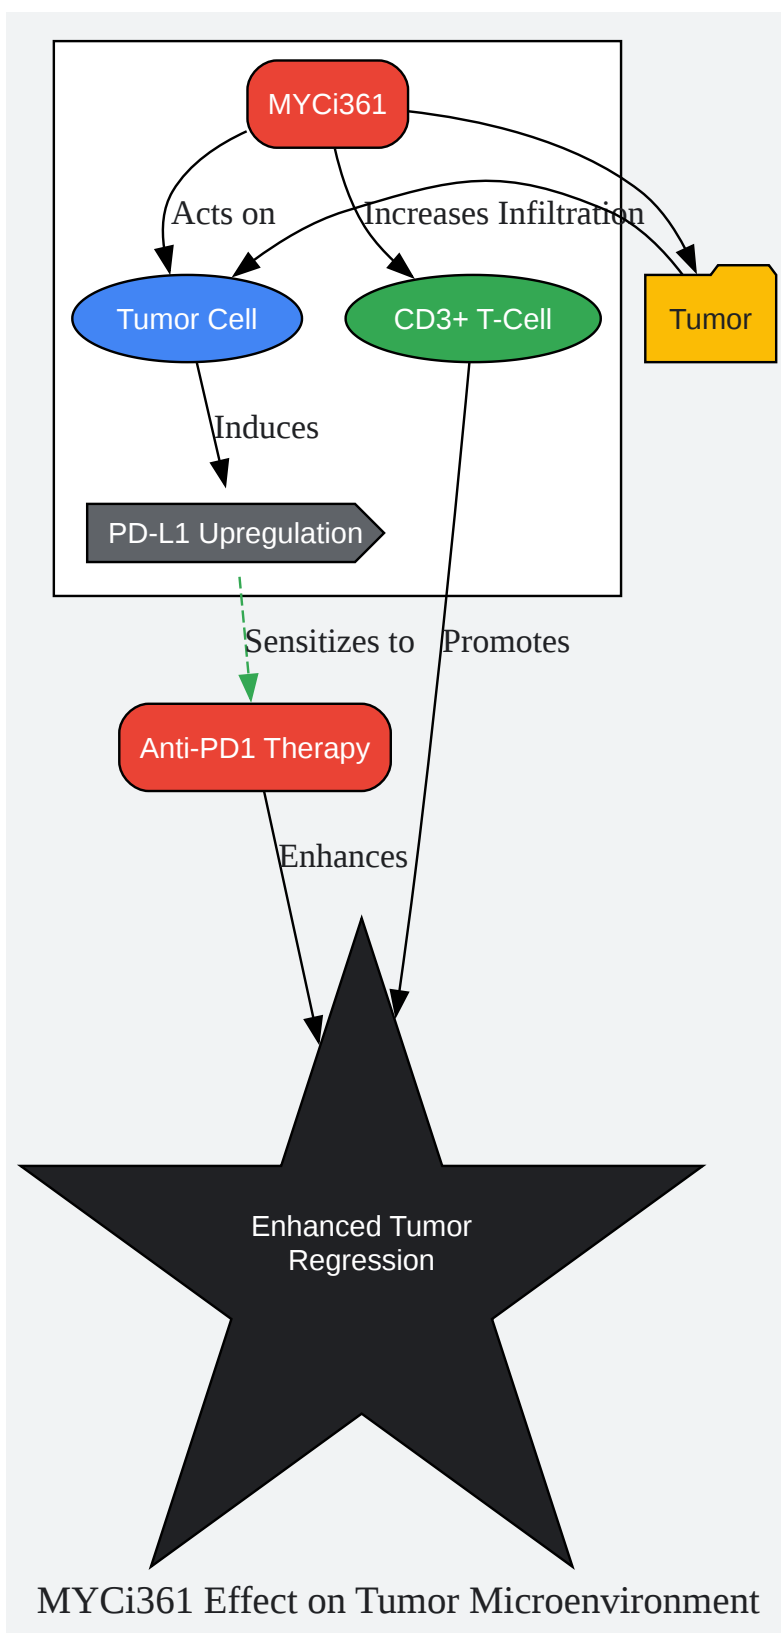 MYCi361
Acts on
Increases Infiltration
Tumor Cell
CD3+ T-Cell
Tumor
Induces
PD-L1 Upregulation
Sensitizes to
Promotes
Anti-PD1 Therapy
Enhances
Enhanced Tumor
Regression
MYCi361 Effect on Tumor Microenvironment